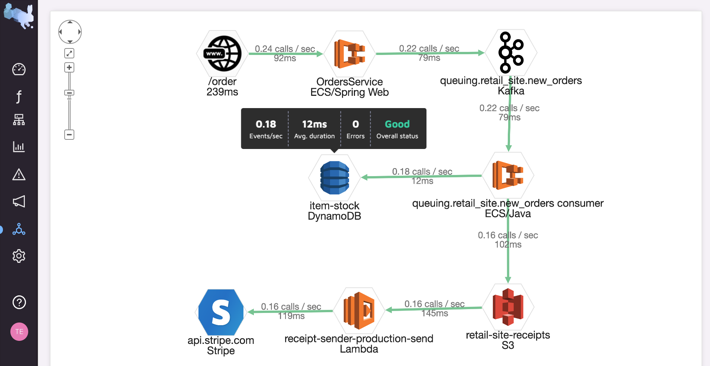 0.24 calls / sec
92ms
0.22 calls / sec
79ms
www.
/order
239ms
OrdersService
ECS/Spring Web
queuing.retail_site.new_orders
Kafka
0.22 calls / sec
79ms
0.18
Events/sec
12ms
Avg. duration
0
Errors
Good
Overall status
0.18 calls / sec
12ms
item-stock
DynamoDB
queuing.retail_site.new_orders consumer
ECS/Java
0.16 calls / sec
102ms
0.16 calls / sec
119ms
0.16 calls / sec
145ms
S
api.stripe.com
Stripe
receipt-sender-production-send
Lambda
retail-site-receipts
S3
TE